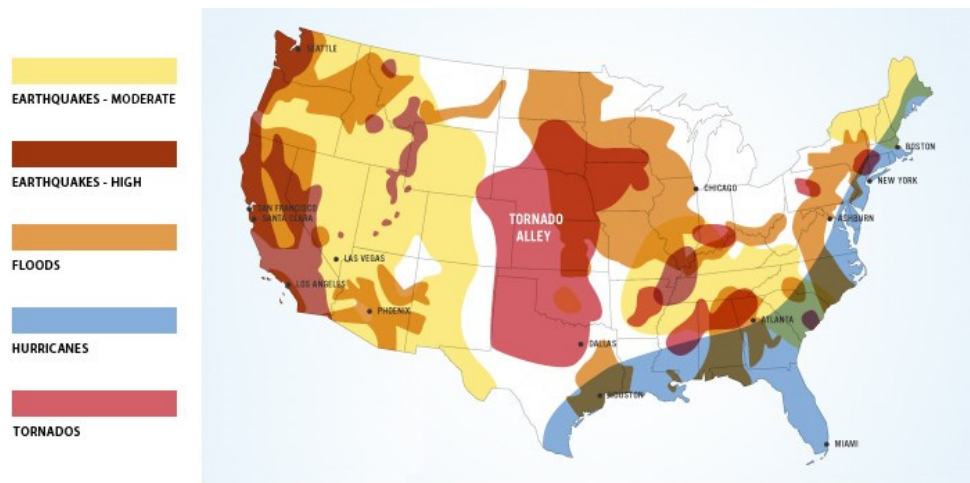 EARTHQUAKES - MODERATE
EARTHQUAKES - HIGH
FLOODS
HURRICANES
TORNADOS
SEATTLE
SAN FRANCISCO
SANTA CLARA
LAS VEGAS
LOS ANGELES
PHOENIX
TORNADO
ALLEY
DALLAS
HOUSTON
CHICAGO
ATLANTA
MIAMI
BOSTON
NEW YORK
ASHBURN